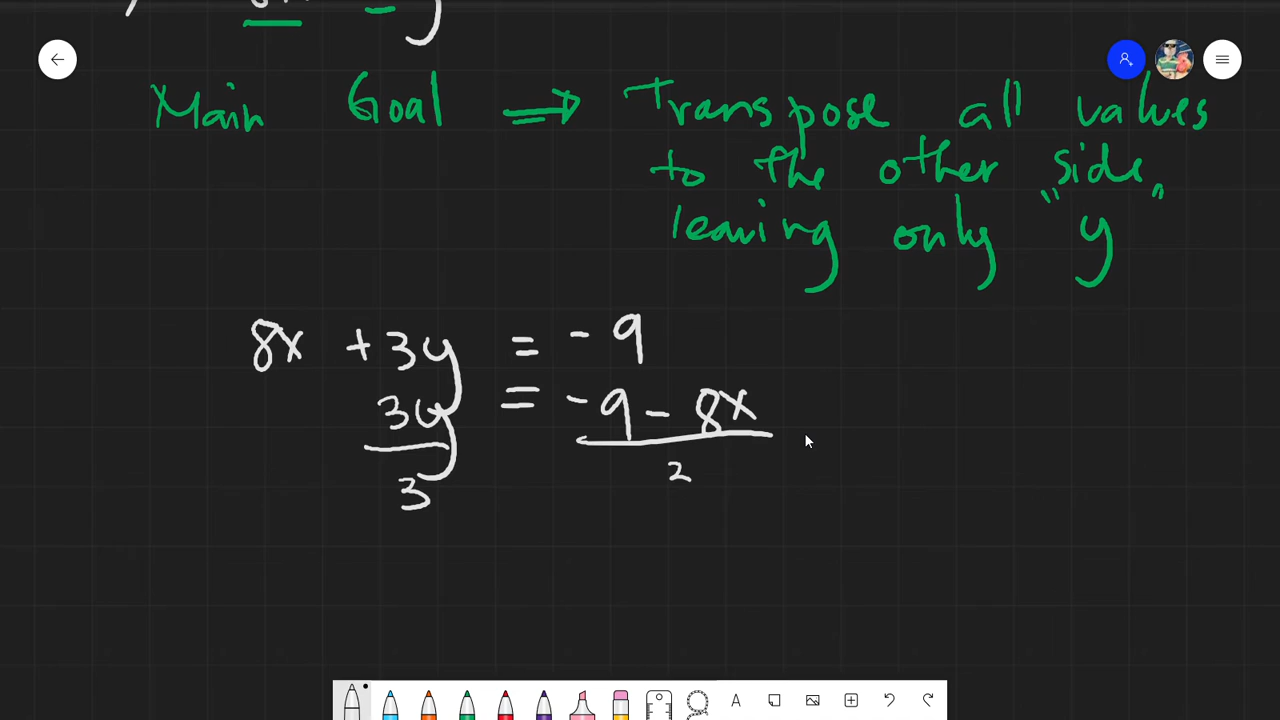 Main Goal ⇒ Transpose all values
to the other side
leaving only "y"
8x + 3y = -9
3y = -9 - 8x
3 2